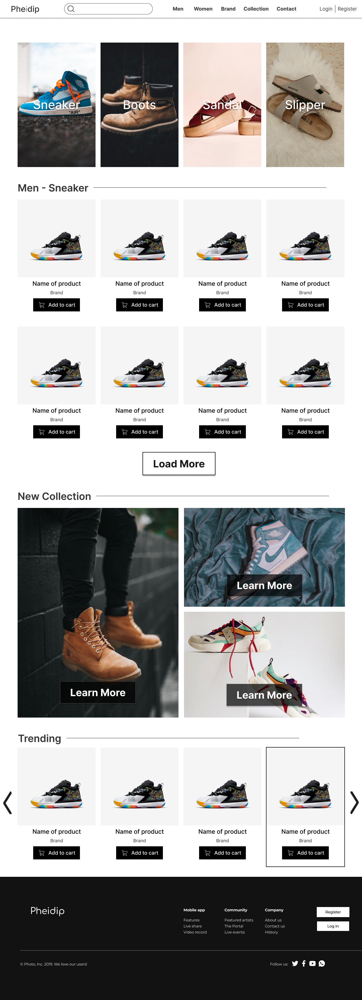 Pheidip
Men Women Brand Collection Contact
Login Register
Sneaker
"AIR"
Boots
Sandal
Slipper
BIRKENSTOCK
Men - Sneaker
Name of product Name of product Name of product Name of product
Brand Brand Brand Brand
Add to cart Add to cart Add to cart Add to cart
Name of product Name of product Name of product Name of product
Brand Brand Brand Brand
Add to cart Add to cart Add to cart Add to cart
Load More
New Collection
Learn More
Learn More
Learn More
Trending
Name of product Name of product Name of product Name of product
Brand Brand Brand Brand
Add to cart Add to cart Add to cart Add to cart
Pheidip
Mobile app
Features
Live share
Video record
Community
Featured artists
The Portal
Live events
Company
About us
Contact us
History
Register
Log in
© Photo, Inc. 2019. We love our users!
Follow us: